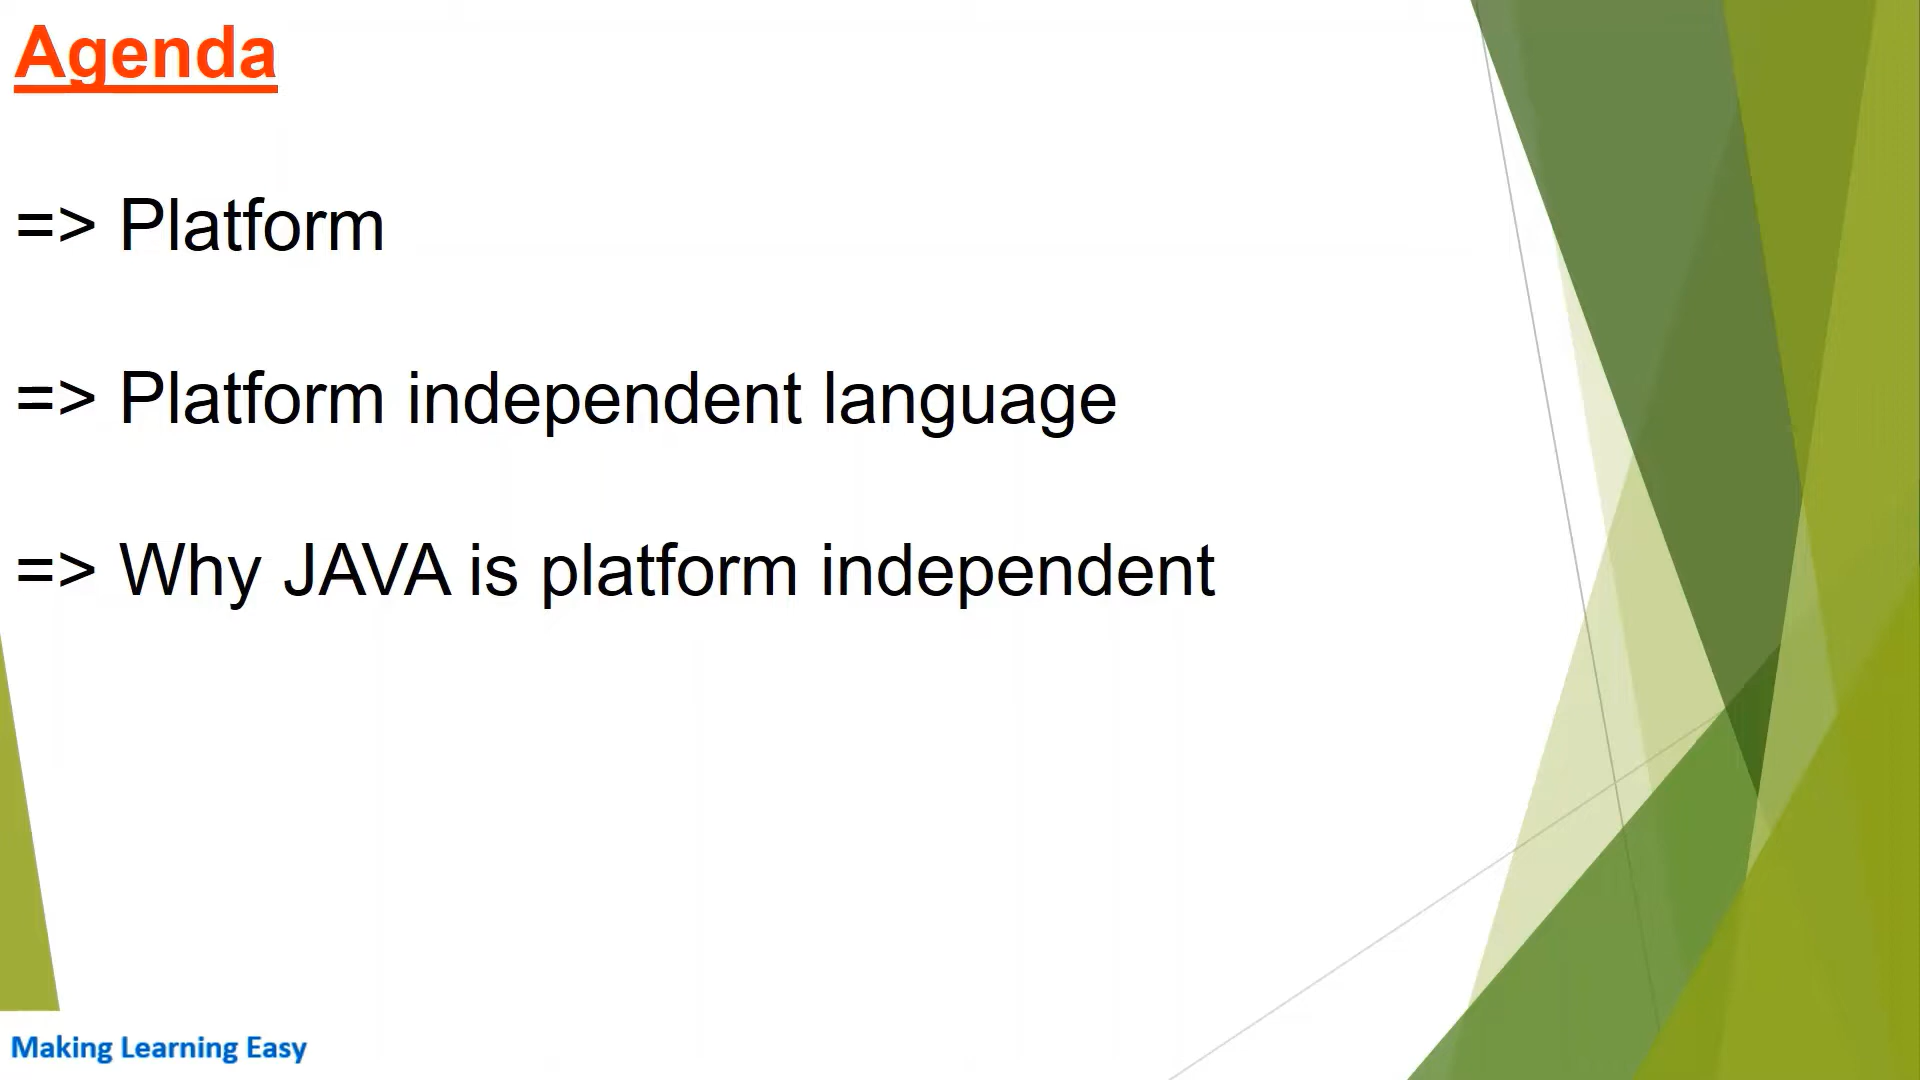 Agenda
=> Platform
=> Platform independent language
=> Why JAVA is platform independent
Making Learning Easy